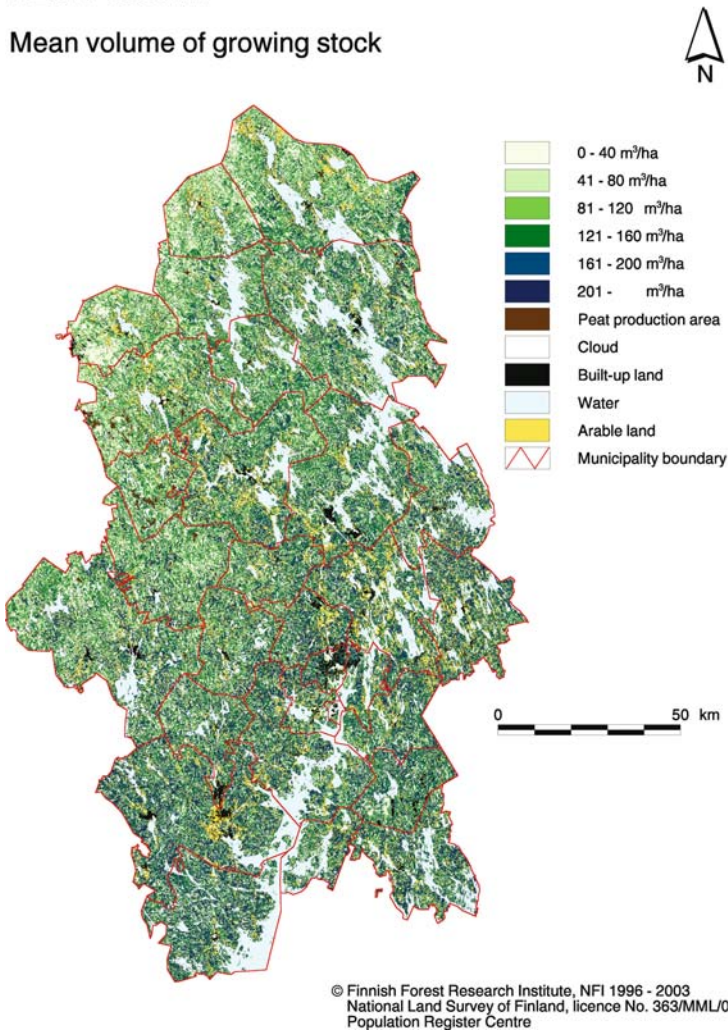 Mean volume of growing stock
N
0 - 40 m³/ha
41 - 80 m³/ha
81 - 120 m³/ha
121 - 160 m³/ha
161 - 200 m³/ha
201 - m³/ha
Peat production area
Cloud
Built-up land
Water
Arable land
Municipality boundary
0 50 km
© Finnish Forest Research Institute, NFI 1996 - 2003
National Land Survey of Finland, licence No. 363/MML/0
Population Register Centre